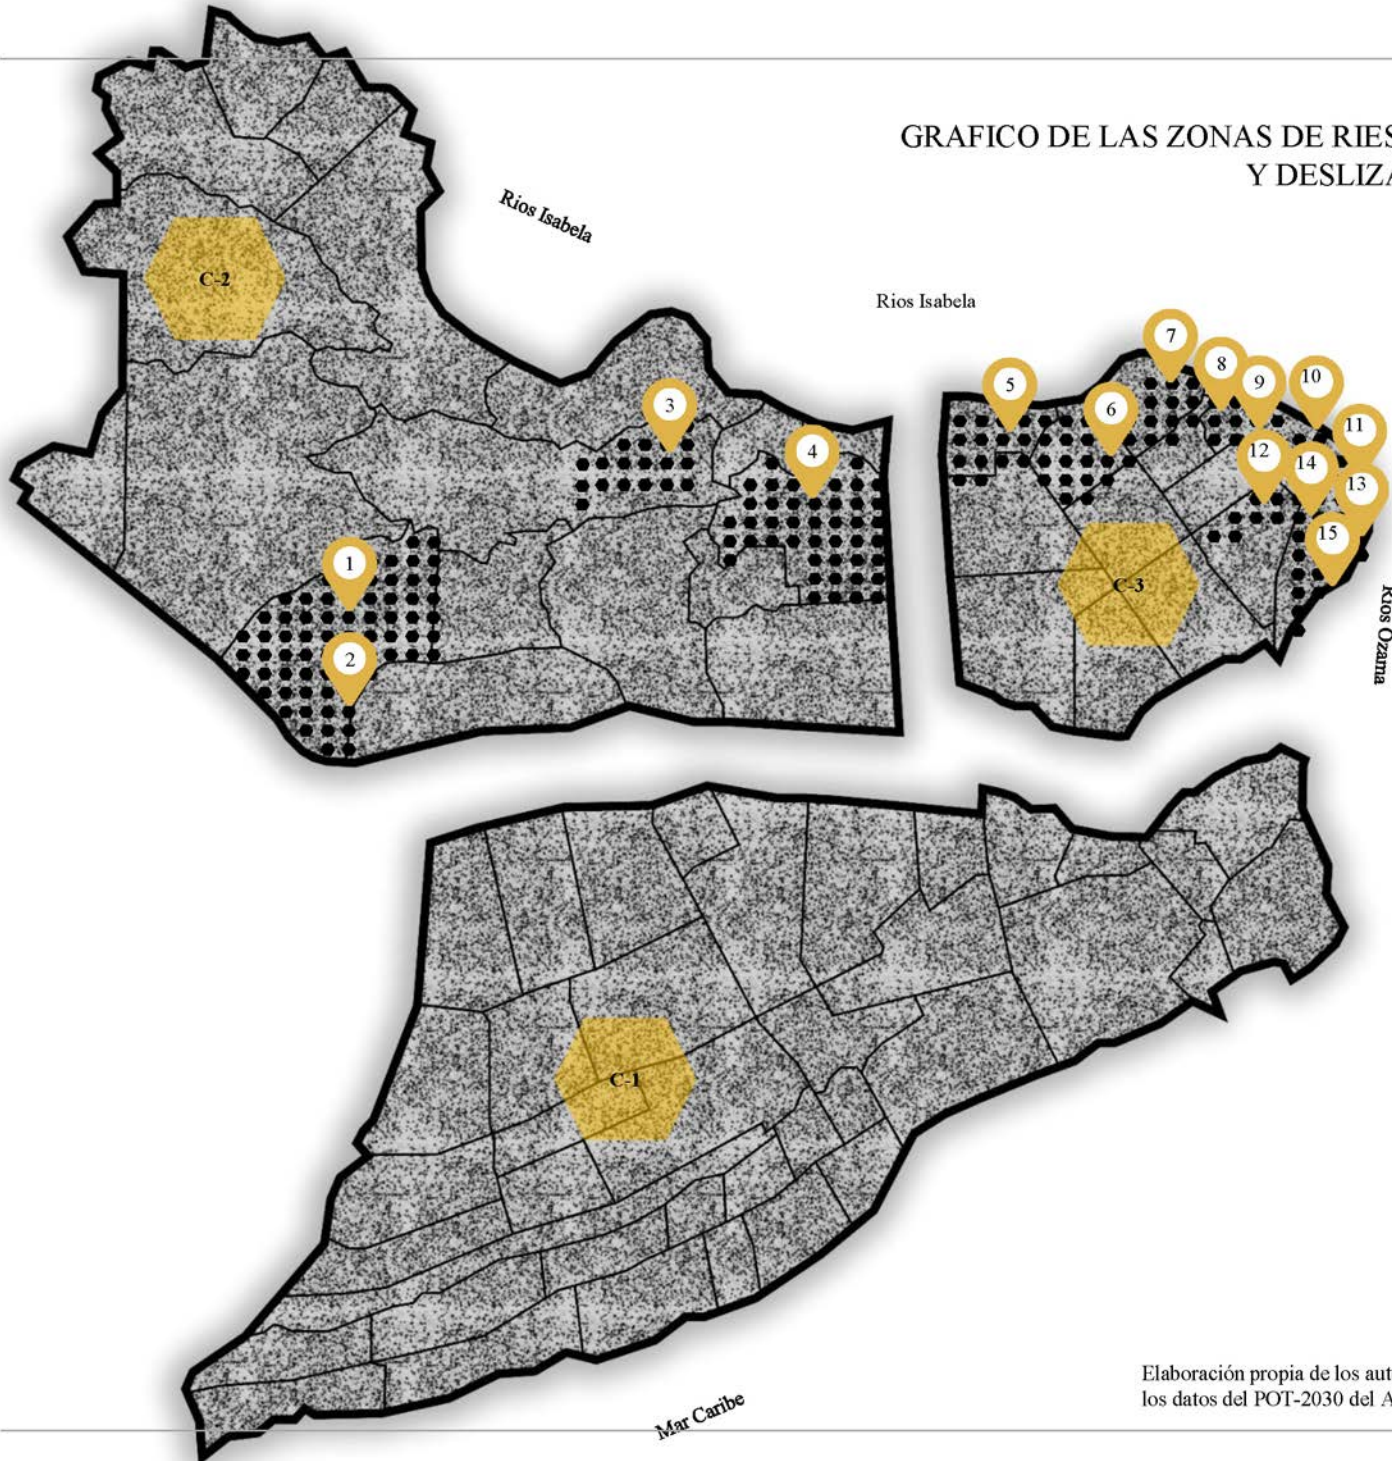 GRAFICO DE LAS ZONAS DE RIES
Y DESLIZA
Rios Isabela
C-2
Rios Isabela
7
8
9
10
5
3
6
11
4
12
14
13
15
1
C-3
2
Rios Ozama
C-1
Elaboración propia de los aut
los datos del POT-2030 del A
Mar Caribe